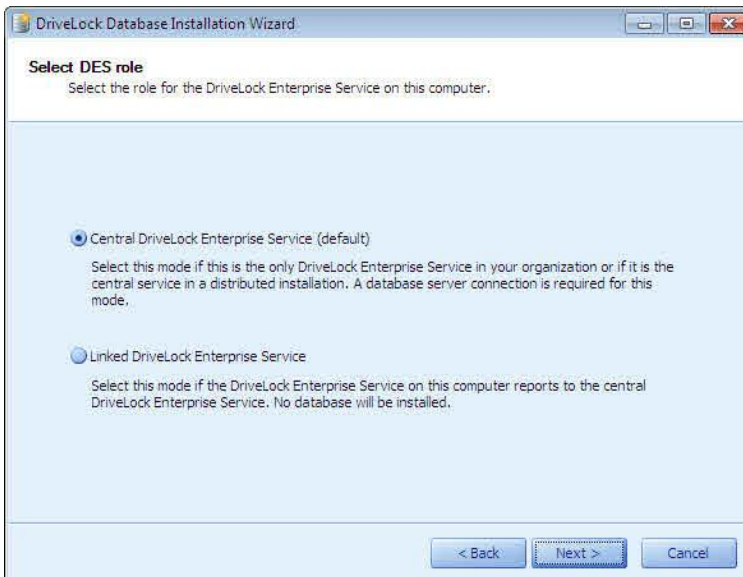 DriveLock Database Installation Wizard
Select DES role
Select the role for the DriveLock Enterprise Service on this computer.
Central DriveLock Enterprise Service (default)
Select this mode if this is the only DriveLock Enterprise Service in your organization or if it is the
central service in a distributed installation. A database server connection is required for this
mode.
Linked DriveLock Enterprise Service
Select this mode if the DriveLock Enterprise Service on this computer reports to the central
DriveLock Enterprise Service. No database will be installed.
< Back Next > Cancel